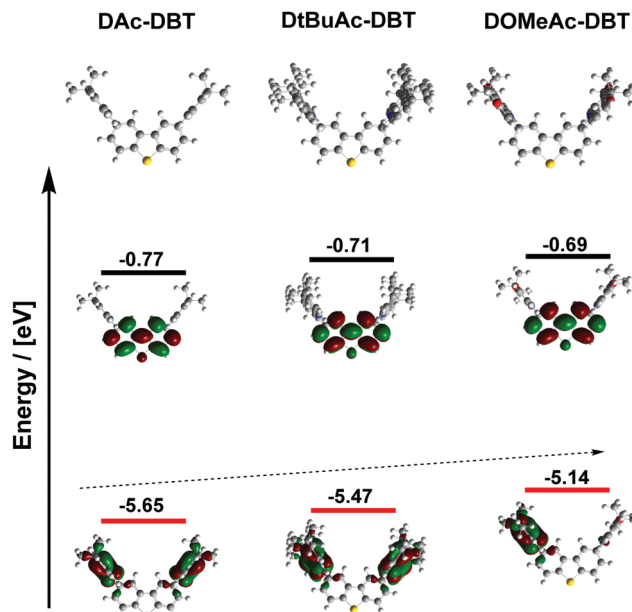 DAc-DBT DtBuAc-DBT DOMeAc-DBT
Energy / [eV]
-0.77 -0.71 -0.69
-5.65 -5.47 -5.14